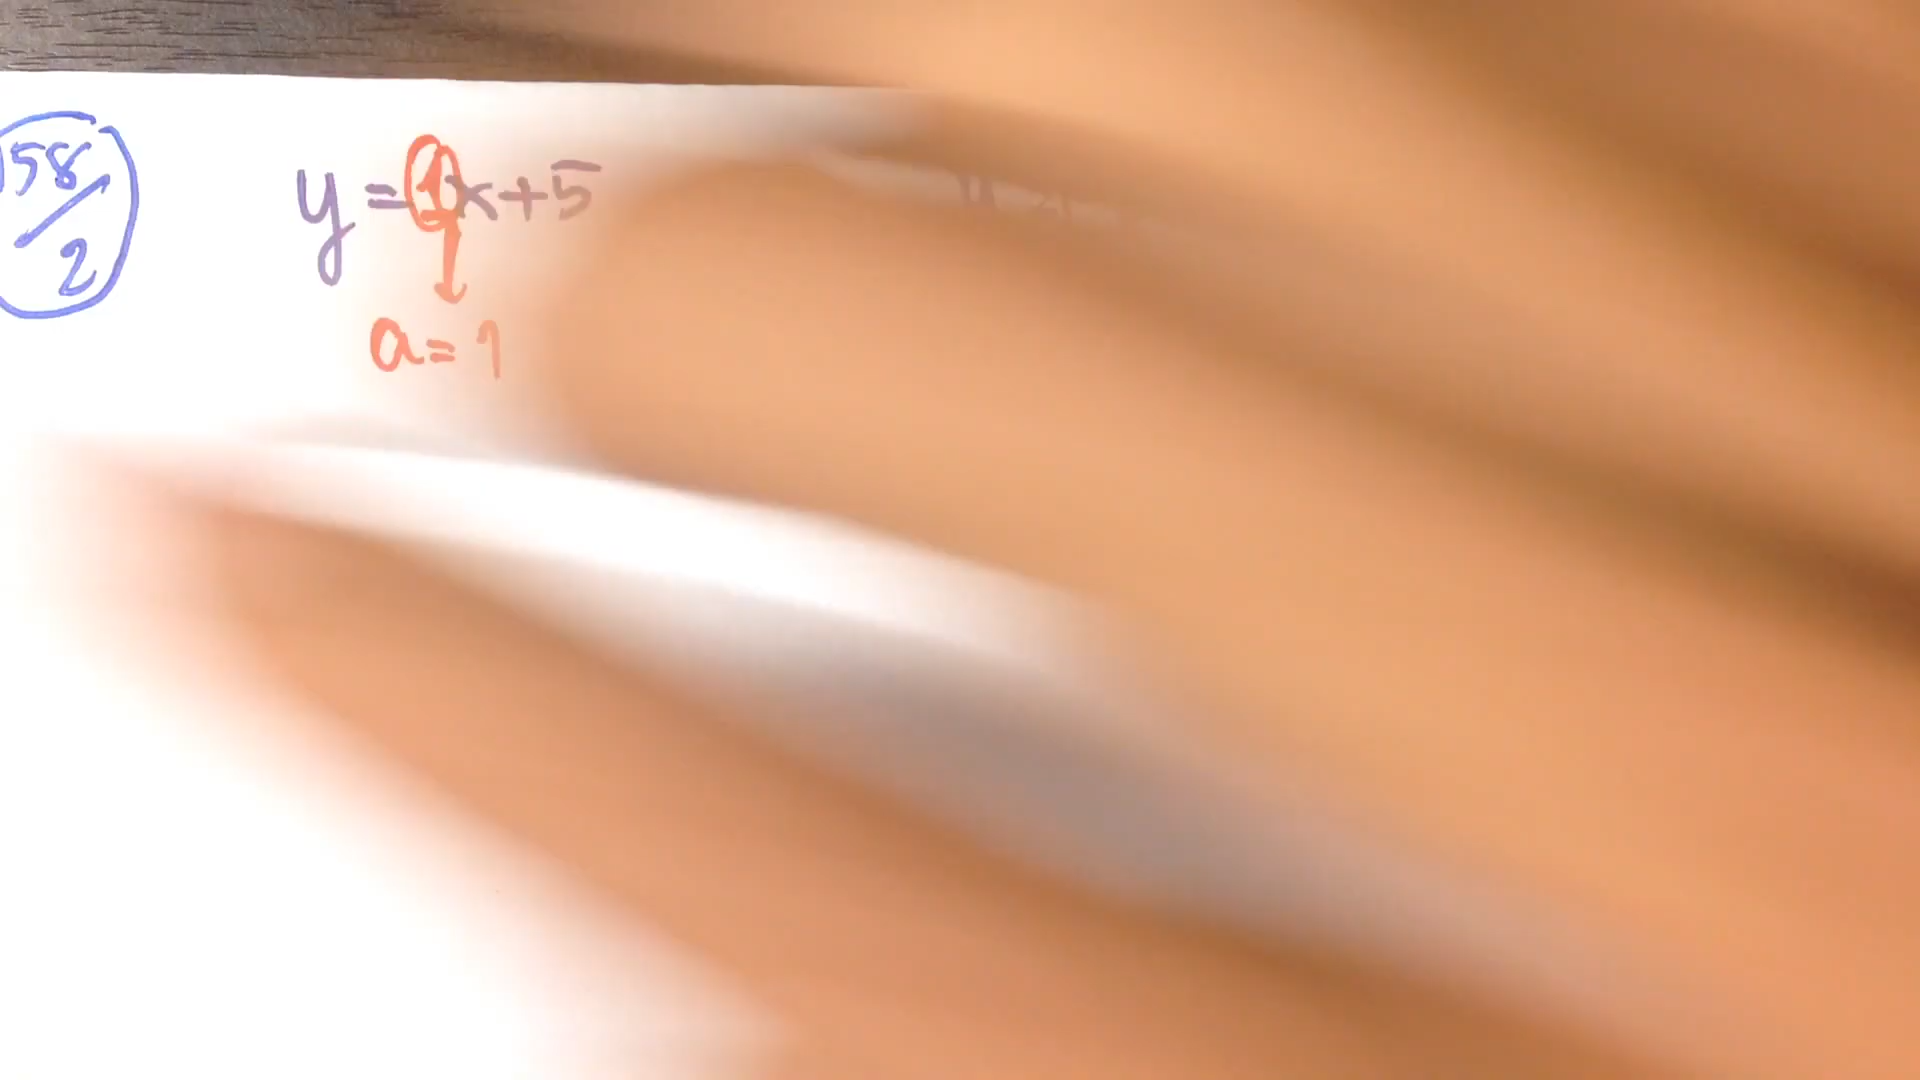 158/2
y = 1x + 5
a = 1